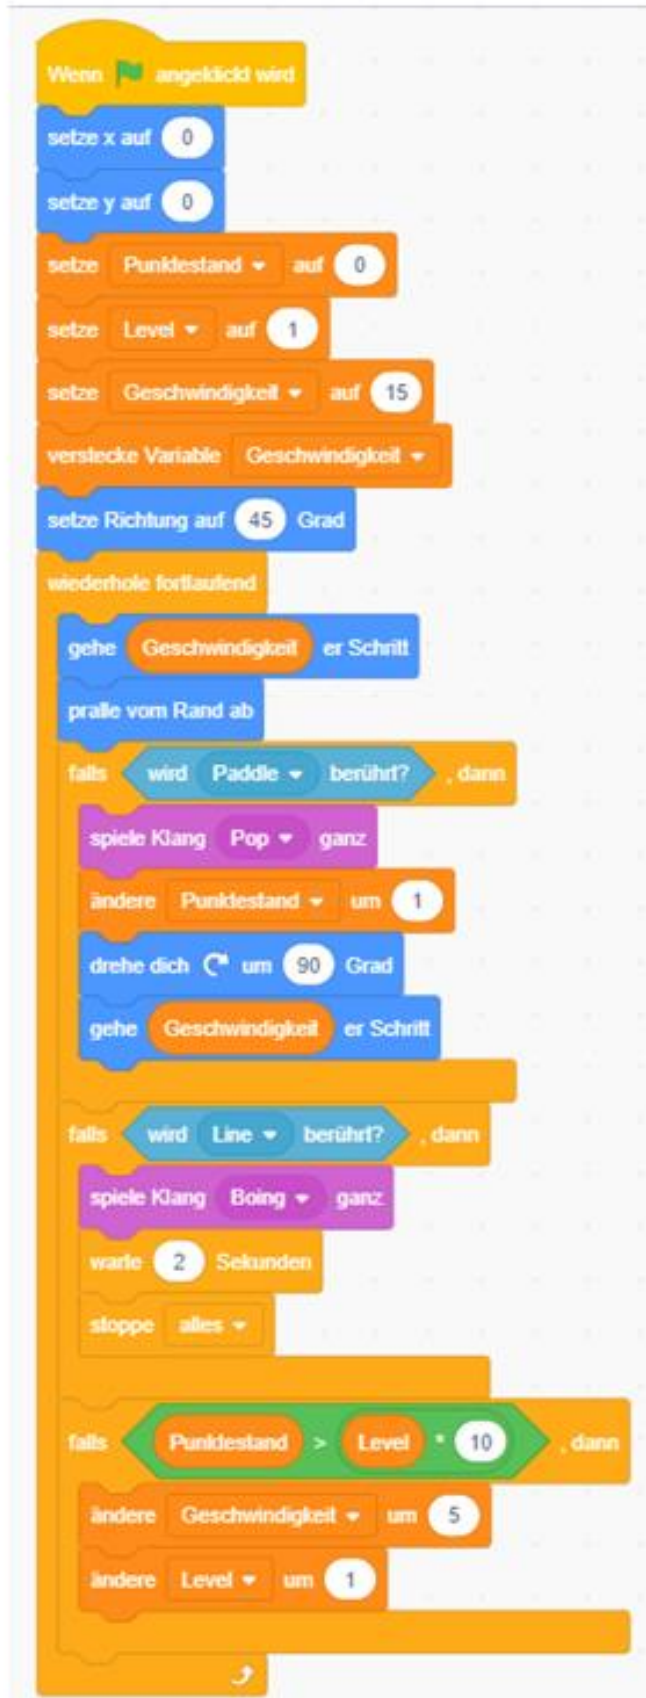 Wenn angeklickt wird
setze x auf 0
setze y auf 0
setze Punktestand auf 0
setze Level auf 1
setze Geschwindigkeit auf 15
verstecke Variable Geschwindigkeit
setze Richtung auf 45 Grad
wiederhole fortlaufend
gehe Geschwindigkeit er Schritt
pralle vom Rand ab
falls wird Paddle berührt? , dann
spiele Klang Pop ganz
ändere Punktestand um 1
drehe dich um 90 Grad
gehe Geschwindigkeit er Schritt
falls wird Line berührt? , dann
spiele Klang Boing ganz
warte 2 Sekunden
stoppe alles
falls Punktestand > Level * 10 , dann
ändere Geschwindigkeit um 5
ändere Level um 1